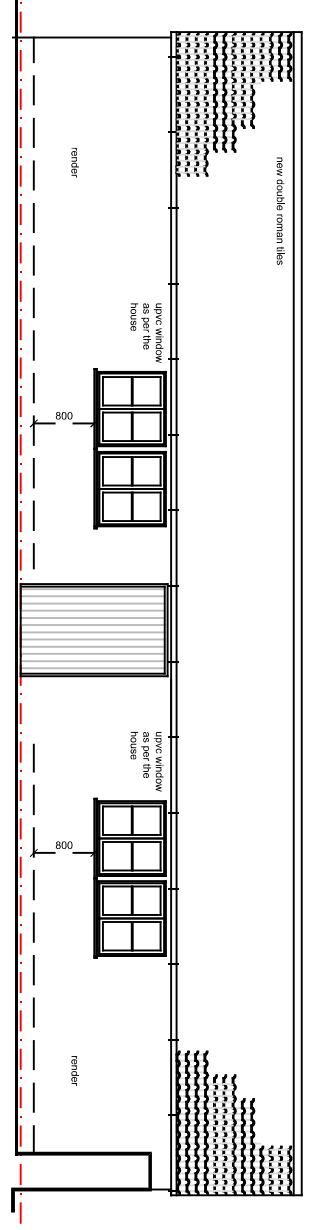 new double roman tiles
render
upvc window
as per the
house
800
upvc window
as per the
house
800
render